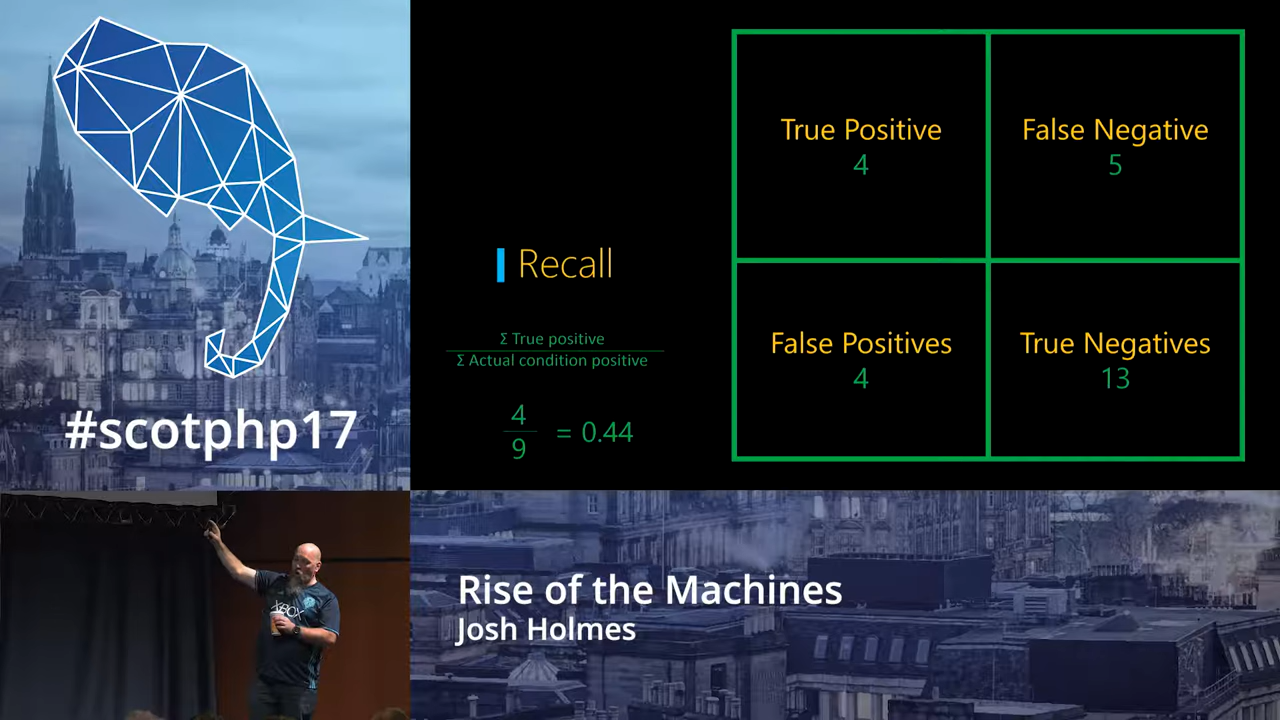 #scotphp17
Recall
Σ True positive
Σ Actual condition positive
4
9
= 0.44
True Positive
4
False Negative
5
False Positives
4
True Negatives
13
XBOX
Rise of the Machines
Josh Holmes